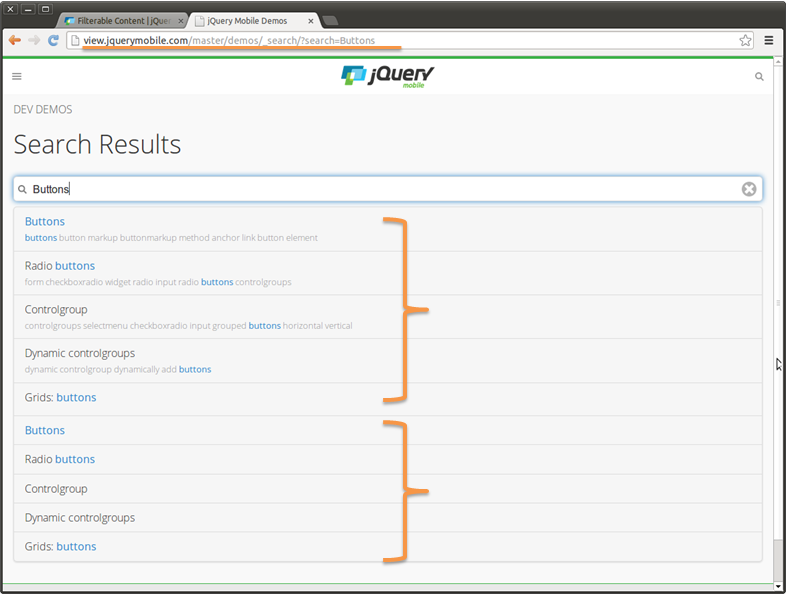 Filterable Content | jQue
jQuery Mobile Demos
view.jquerymobile.com/master/demos/_search/?search=Buttons
jQuery
mobile
DEV DEMOS
Search Results
Buttons
Buttons
buttons button markup buttonmarkup method anchor link button element
Radio buttons
form checkboxradio widget radio input radio buttons controlgroups
Controlgroup
controlgroups selectmenu checkboxradio input grouped buttons horizontal vertical
Dynamic controlgroups
dynamic controlgroup dynamically add buttons
Grids: buttons
Buttons
Radio buttons
Controlgroup
Dynamic controlgroups
Grids: buttons